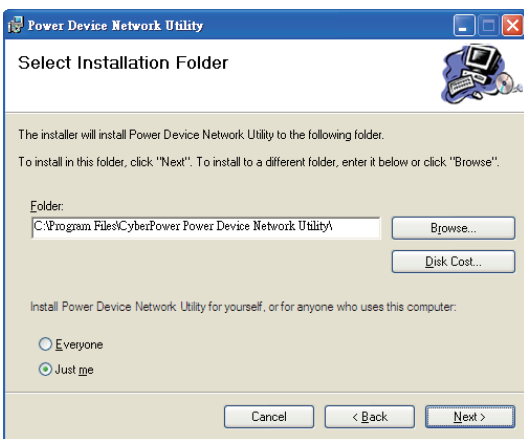 Power Device Network Utility
Select Installation Folder
The installer will install Power Device Network Utility to the following folder.
To install in this folder, click "Next". To install to a different folder, enter it below or click "Browse".
Folder:
C:\Program Files\CyberPower Power Device Network Utility\
Browse...
Disk Cost...
Install Power Device Network Utility for yourself, or for anyone who uses this computer:
Everyone
Just me
Cancel
< Back
Next >